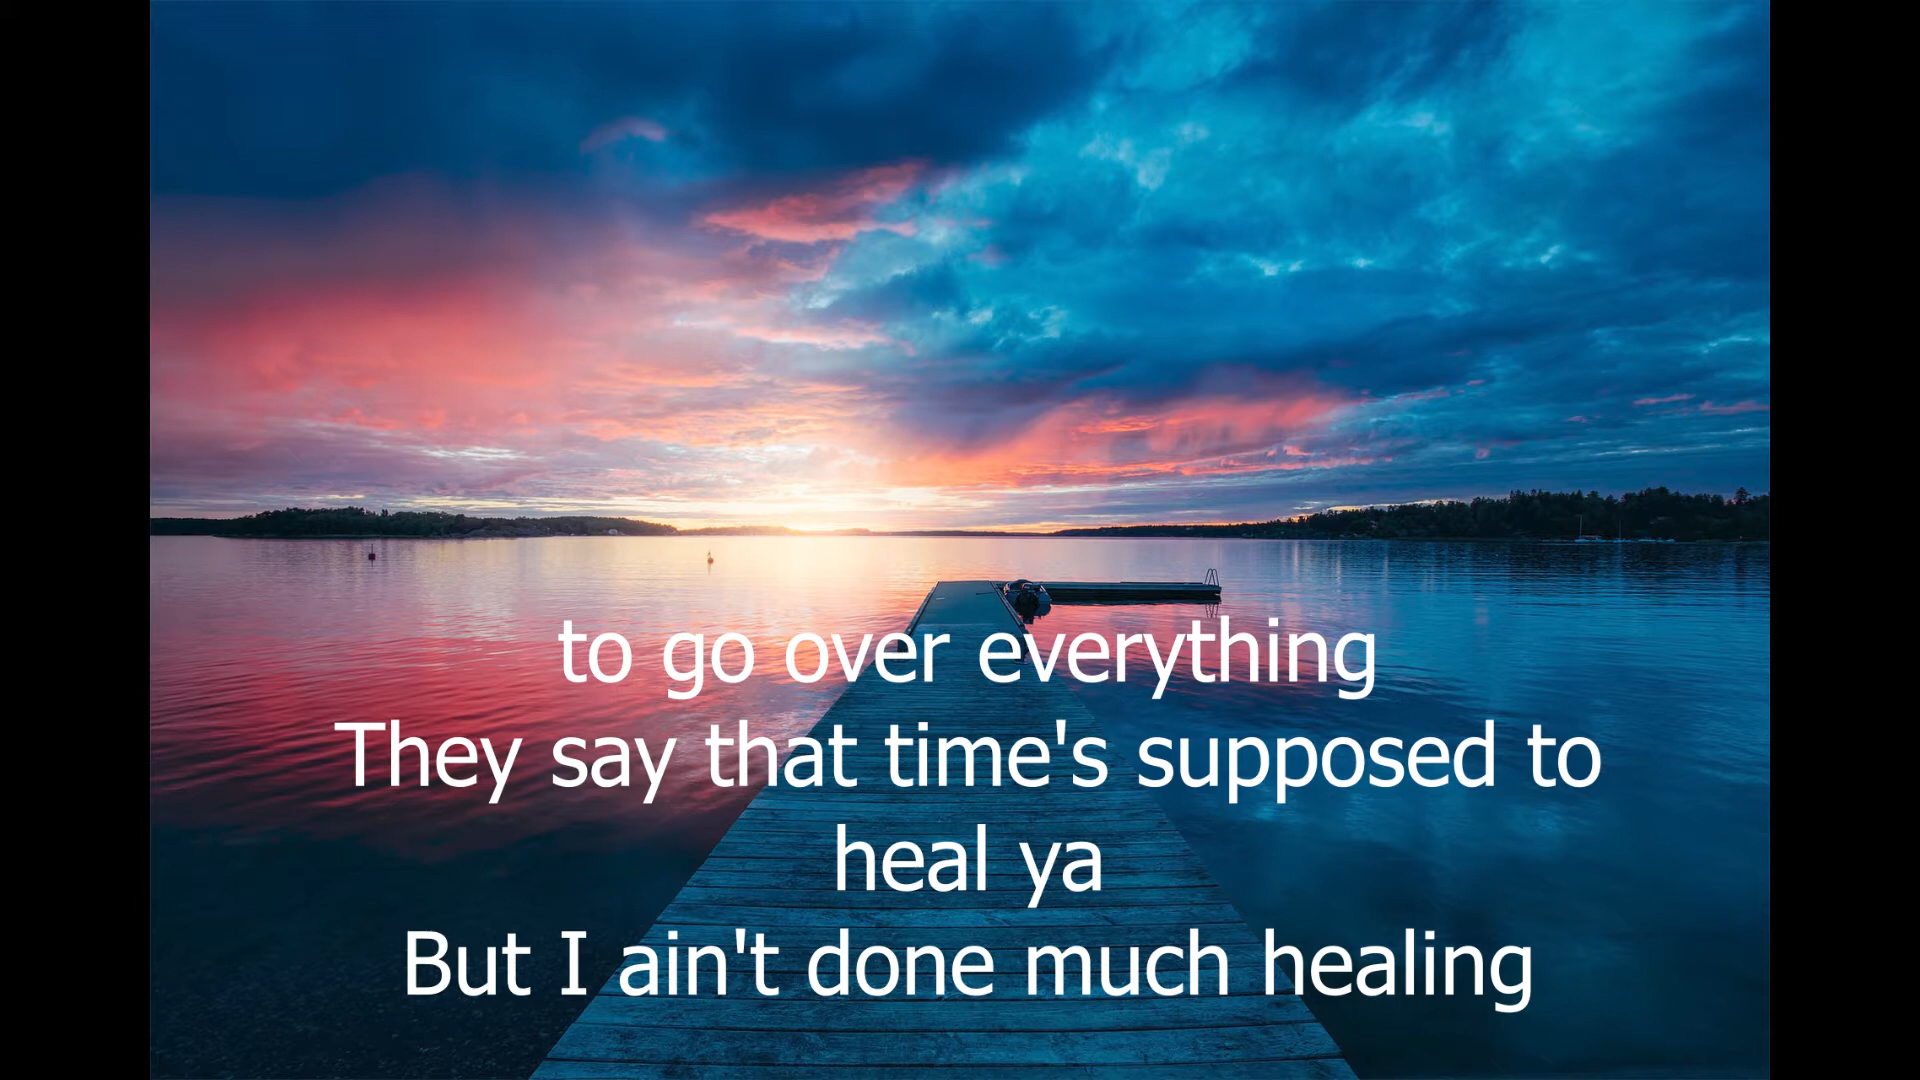 to go over everything
They say that time's supposed to
heal ya
But I ain't done much healing